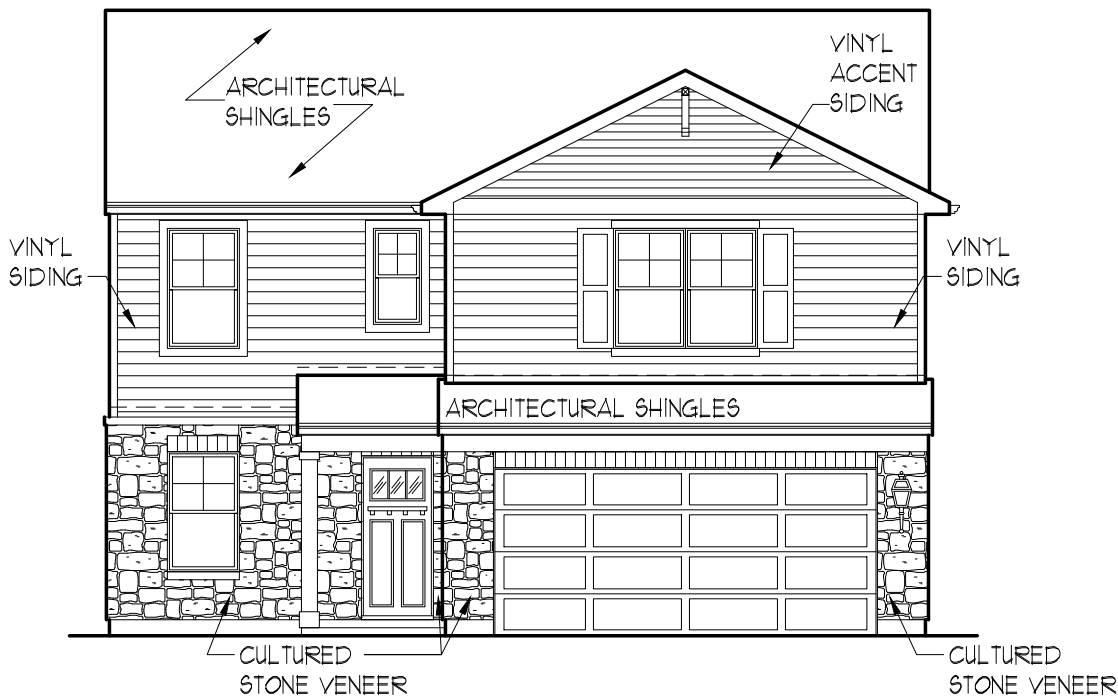 VINYL
ACCENT
SIDING
ARCHITECTURAL
SHINGLES
VINYL
SIDING
VINYL
SIDING
ARCHITECTURAL SHINGLES
CULTURED
STONE VENEER
CULTURED
STONE VENEER